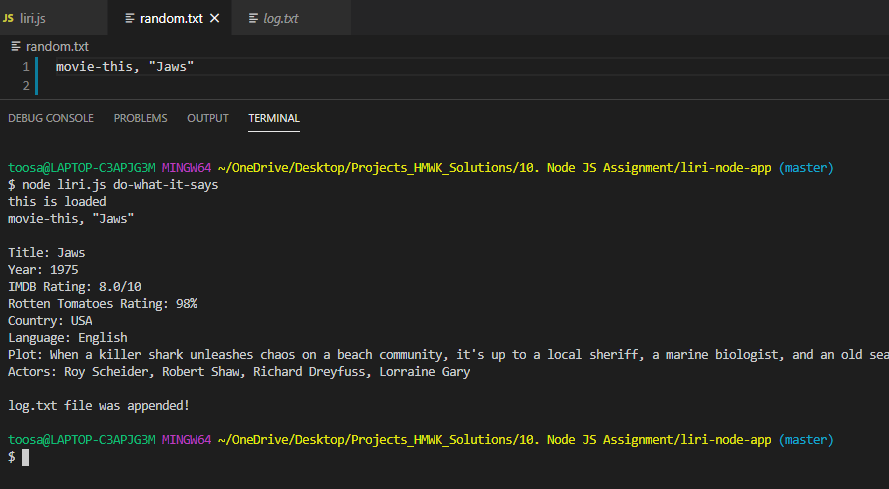 JS liri.js random.txt × log.txt
random.txt
1 movie-this, "Jaws"
2
DEBUG CONSOLE PROBLEMS OUTPUT TERMINAL
toosa@LAPTOP-C3APJG3M MINGW64 ~/OneDrive/Desktop/Projects_HMWK_Solutions/10. Node JS Assignment/liri-node-app (master)
$ node liri.js do-what-it-says
this is loaded
movie-this, "Jaws"
Title: Jaws
Year: 1975
IMDB Rating: 8.0/10
Rotten Tomatoes Rating: 98%
Country: USA
Language: English
Plot: When a killer shark unleashes chaos on a beach community, it's up to a local sheriff, a marine biologist, and an old sea
Actors: Roy Scheider, Robert Shaw, Richard Dreyfuss, Lorraine Gary
log.txt file was appended!
toosa@LAPTOP-C3APJG3M MINGW64 ~/OneDrive/Desktop/Projects_HMWK_Solutions/10. Node JS Assignment/liri-node-app (master)
$